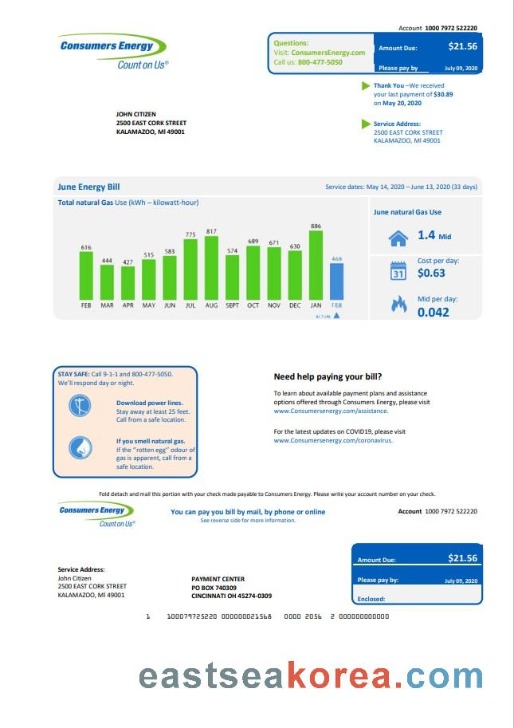 Account 1000 7972 522220
Consumers Energy
Count on Us®
Questions:
Visit: ConsumersEnergy.com
Call us: 800-477-5050
Amount Due: $21.56
Please pay by July 09, 2020
Thank You –We received
your last payment of $30.89
on May 20, 2020
JOHN CITIZEN
2500 EAST CORK STREET
KALAMAZOO, MI 49001
Service Address:
2500 EAST CORK STREET
KALAMAZOO, MI 49001
June Energy Bill
Service dates: May 14, 2020 – June 13, 2020 (33 days)
Total natural Gas Use (kWh – kilowatt-hour)
616 444 427 515 583 775 817 574 689 671 630 886
FEB MAR APR MAY JUN JUL AUG SEPT OCT NOV DEC JAN FEB
June natural Gas Use
1.4 Mid
Cost per day:
31
$0.63
Mid per day:
0.042
STAY SAFE: Call 9-1-1 and 800-477-5050.
We'll respond day or night.
Download power lines.
Stay away at least 25 feet.
Call from a safe location.
If you smell natural gas.
If the "rotten egg" odour of
gas is apparent, call from a
safe location.
Need help paying your bill?
To learn about available payment plans and assistance
options offered through Consumers Energy, please visit
www.Consumersenergy.com/assistance.
For the latest updates on COVID19, please visit
www.Consumersenergy.com/coronavirus.
Fold detach and mail this portion with your check made payable to Consumers Energy. Please write your account number on your check.
Consumers Energy
Count on Us®
You can pay you bill by mail, by phone or online
See reverse side for more information.
Account 1000 7972 522220
Amount Due: $21.56
Please pay by: July 09, 2020
Enclosed:
Service Address:
John Citizen
2500 EAST CORK STREET
KALAMAZOO, MI 49001
PAYMENT CENTER
PO BOX 740309
CINCINNATI OH 45274-0309
eastseakorea.com